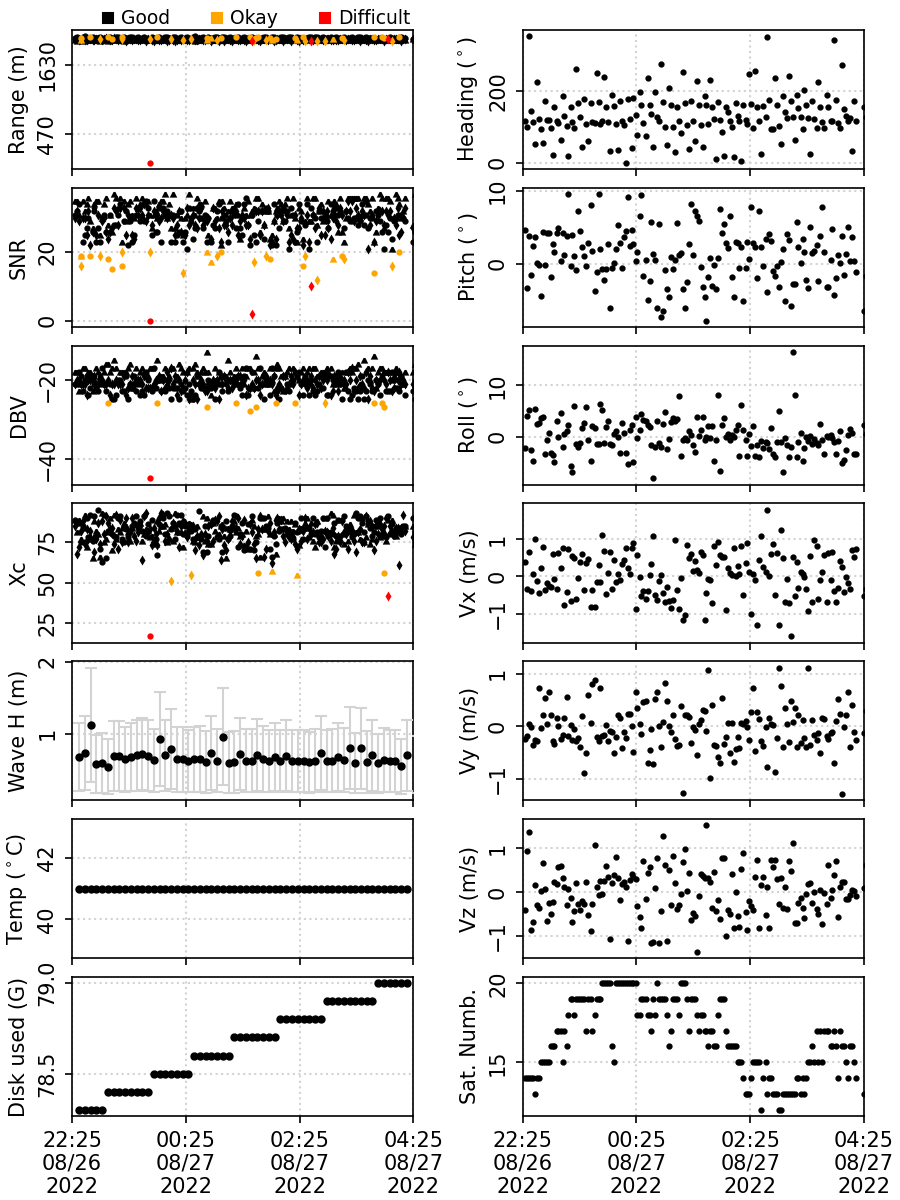 Good Okay Difficult
Range (m)
1630
470
Heading (°)
200
0
SNR
20
0
Pitch (°)
10
0
DBV
−20
−40
Roll (°)
10
0
Xc
75
50
25
Vx (m/s)
1
0
−1
Wave H (m)
2
1
Vy (m/s)
1
0
−1
Temp (°C)
42
40
Vz (m/s)
1
0
−1
Disk used (G)
79.0
78.5
Sat. Numb.
20
15
22:25 00:25 02:25 04:25
08/26 08/27 08/27 08/27
2022 2022 2022 2022
22:25 00:25 02:25 04:25
08/26 08/27 08/27 08/27
2022 2022 2022 2022